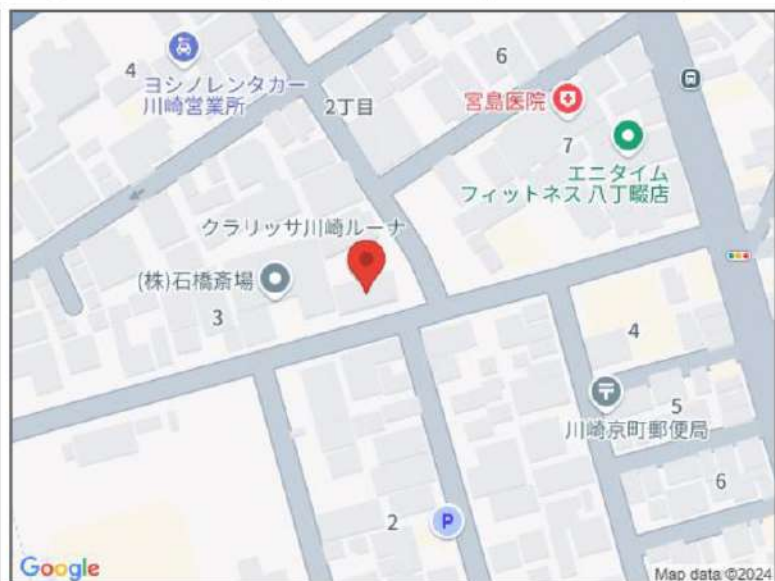 4
ヨシノレンタカー
川崎営業所
2丁目
6
宮島医院
7
エニタイム
フィットネス 八丁畷店
クラリッサ川崎ルーナ
(株)石橋斎場
3
4
川崎京町郵便局
5
6
2
P
Google
Map data ©2024